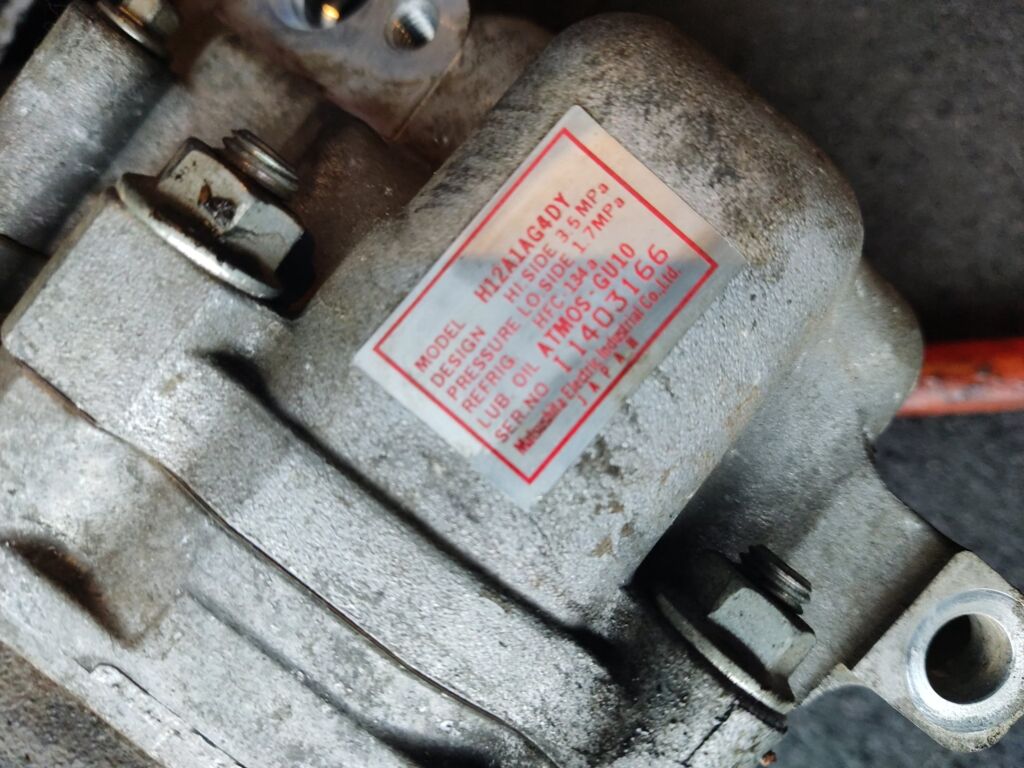 MODEL H12A1AG4DY
DESIGN HI.SIDE 3.5MPa
PRESSURE LO.SIDE 1.7MPa
REFRIG HFC-134a
LUB OIL ATMOS-GU10
SER.NO 11403166
Matsushita Electric Industrial Co.,Ltd.
JAPAN